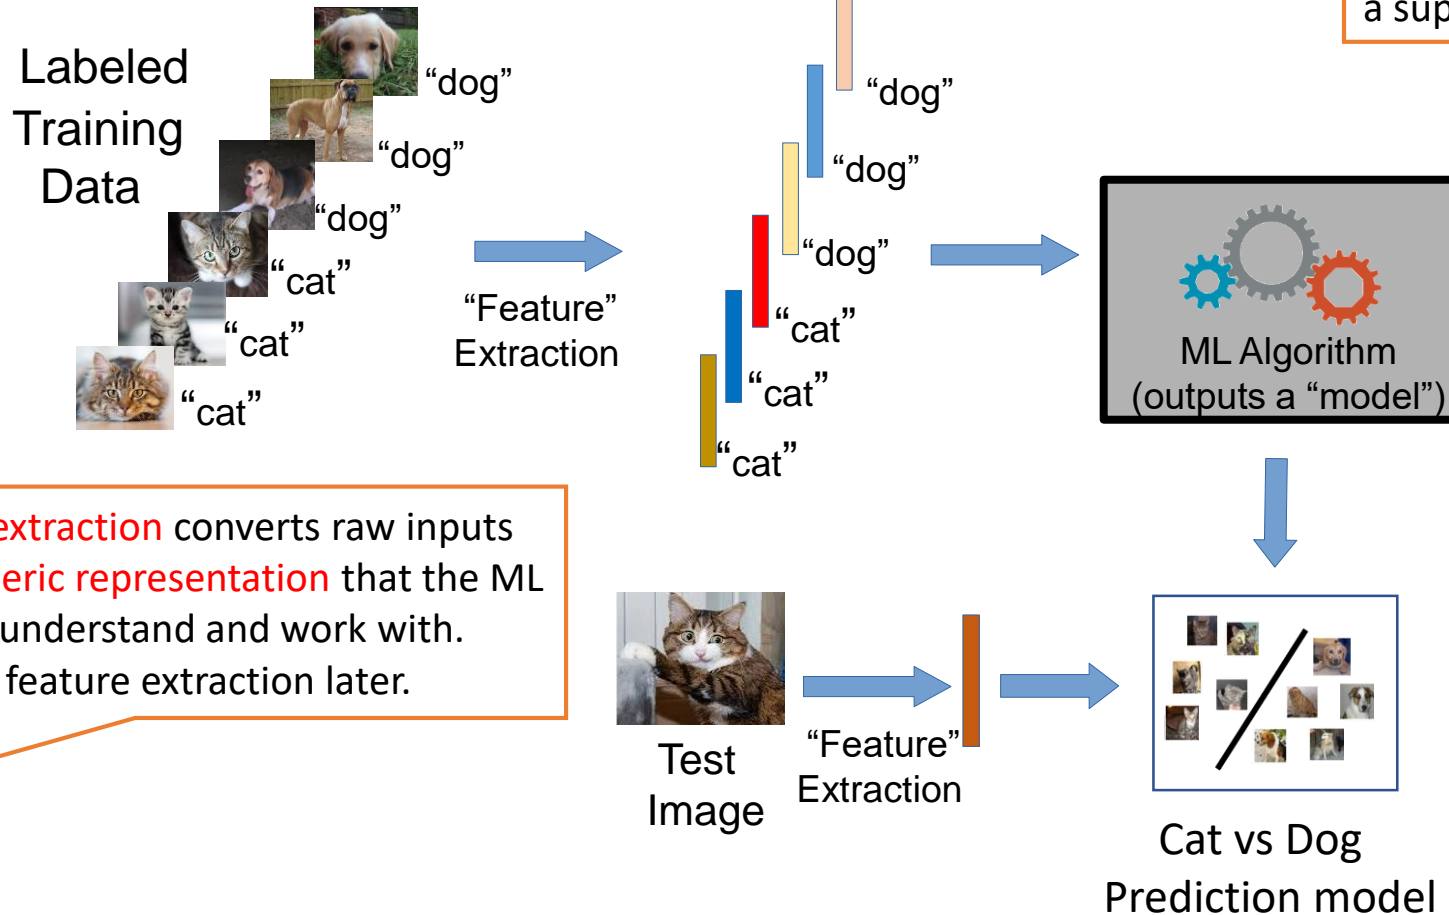 a sup
Labeled
Training
Data
“dog”
“dog”
“dog”
“cat”
“cat”
“cat”
“Feature”
Extraction
“dog”
“dog”
“dog”
“cat”
“cat”
“cat”
ML Algorithm
(outputs a “model”)
extraction converts raw inputs
eric representation that the ML
understand and work with.
feature extraction later.
Test
Image
“Feature”
Extraction
Cat vs Dog
Prediction model